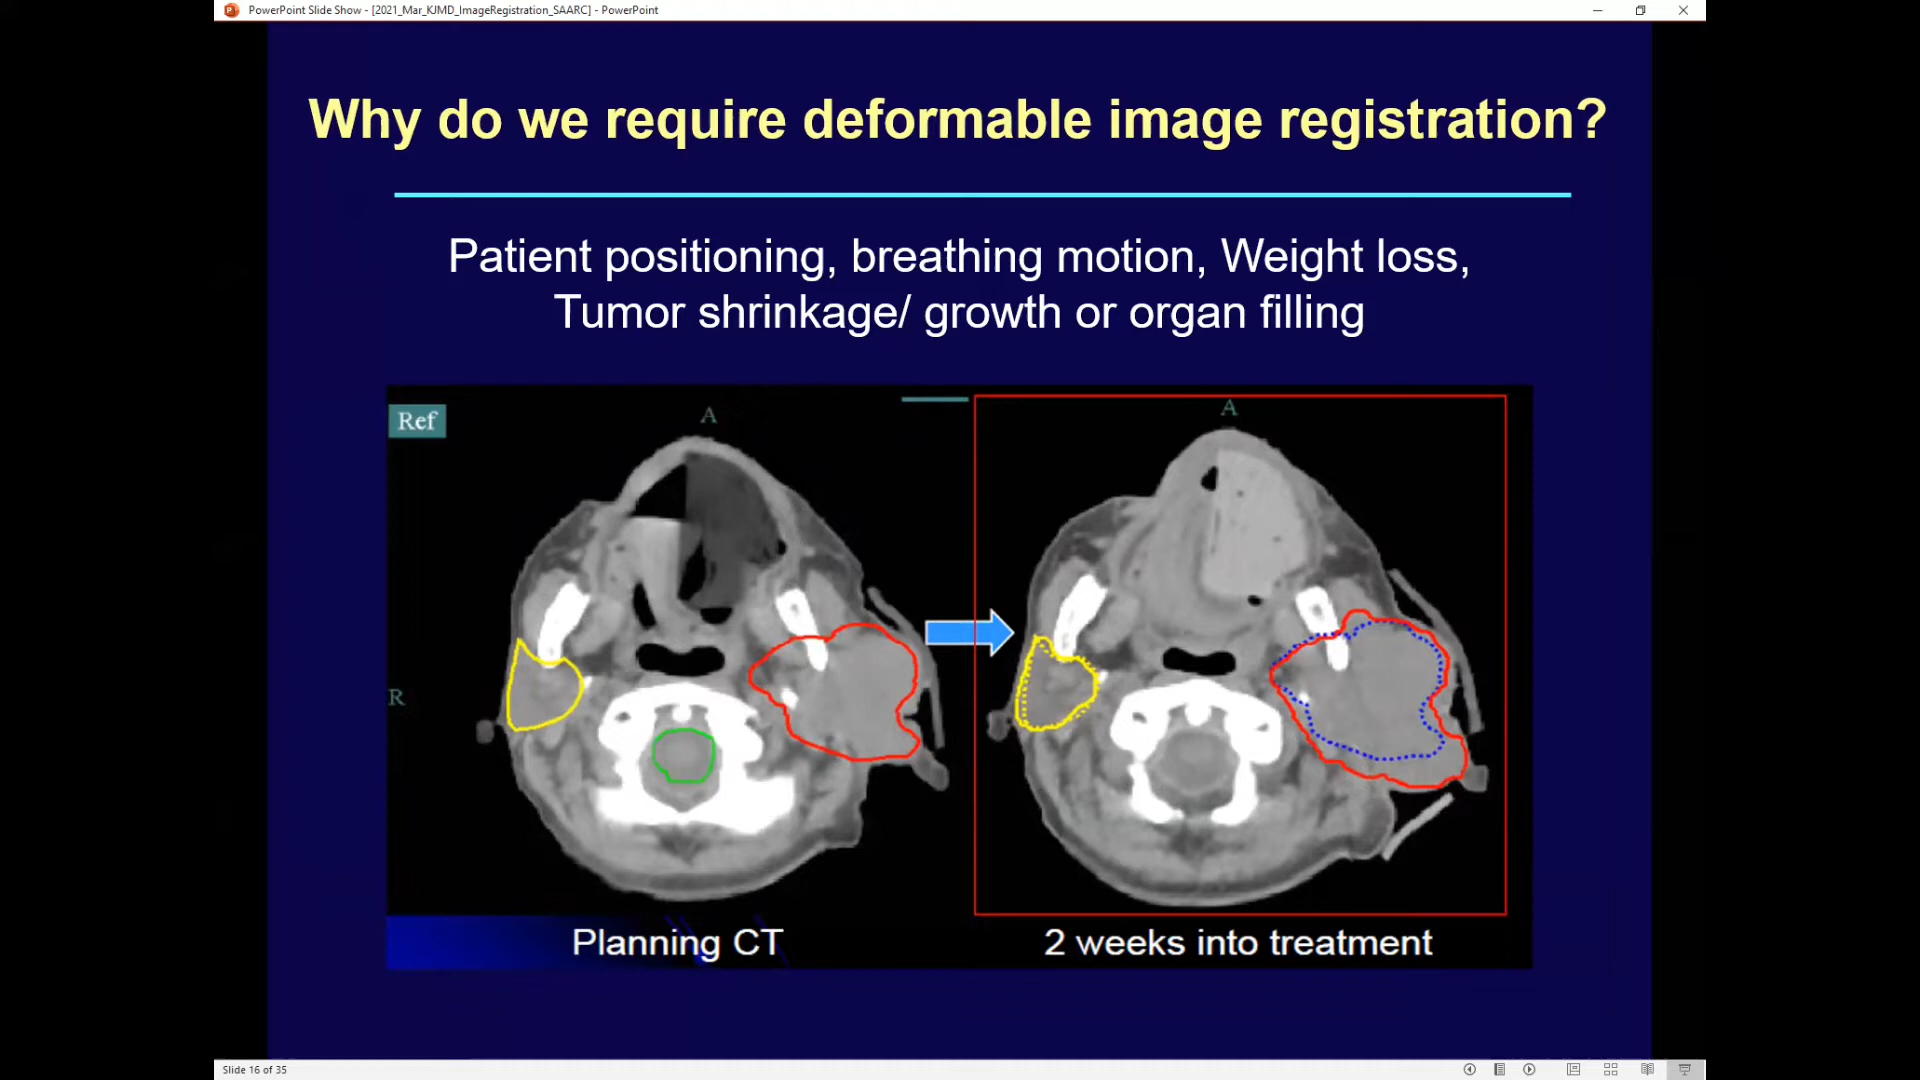 PowerPoint Slide Show - [2021_Mar_KJMD_ImageRegistration_SAARC] - PowerPoint
Why do we require deformable image registration?
Patient positioning, breathing motion, Weight loss,
Tumor shrinkage/ growth or organ filling
Ref
A
A
R
Planning CT
2 weeks into treatment
Slide 16 of 35